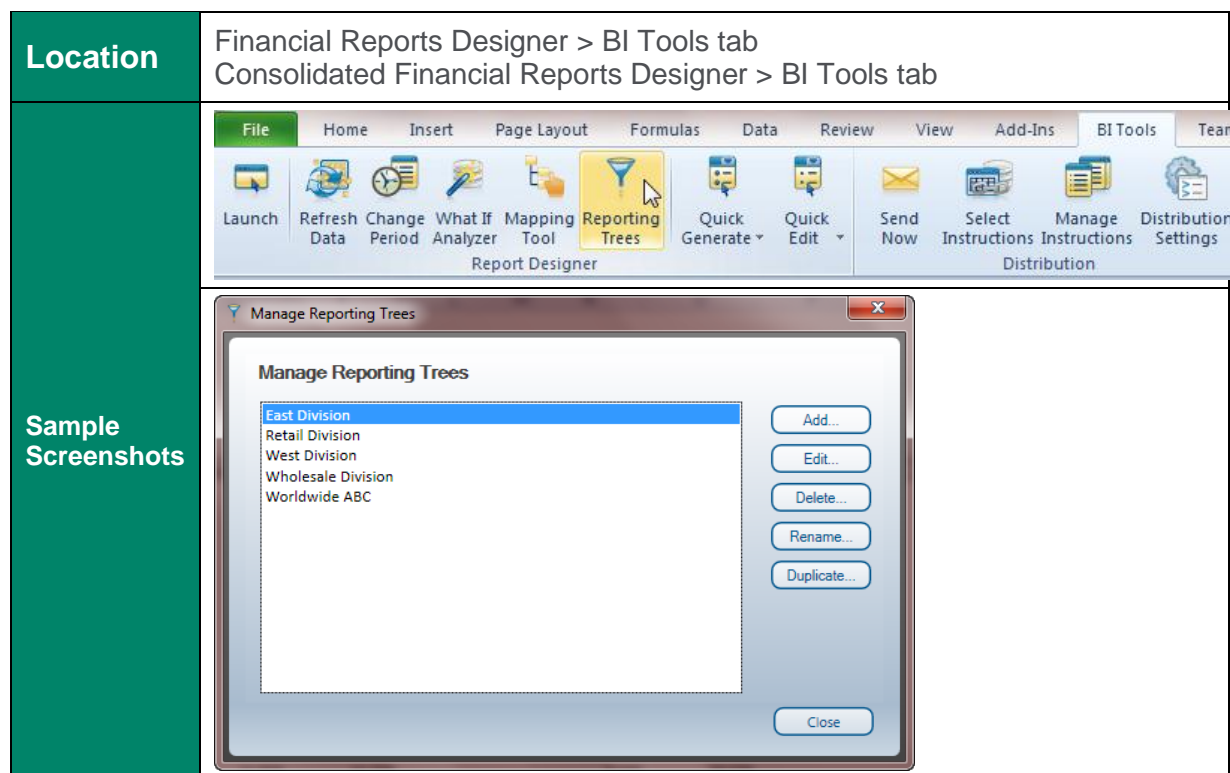 Location
Financial Reports Designer > BI Tools tab
Consolidated Financial Reports Designer > BI Tools tab
Sample
Screenshots
File Home Insert Page Layout Formulas Data Review View Add-Ins BI Tools Tear
Launch Refresh Change What If Mapping Reporting Quick Quick Send Select Manage Distribution
Data Period Analyzer Tool Trees Generate Edit Now Instructions Instructions Settings
Report Designer Distribution
Manage Reporting Trees
Manage Reporting Trees
East Division
Retail Division
West Division
Wholesale Division
Worldwide ABC
Add...
Edit...
Delete...
Rename...
Duplicate...
Close